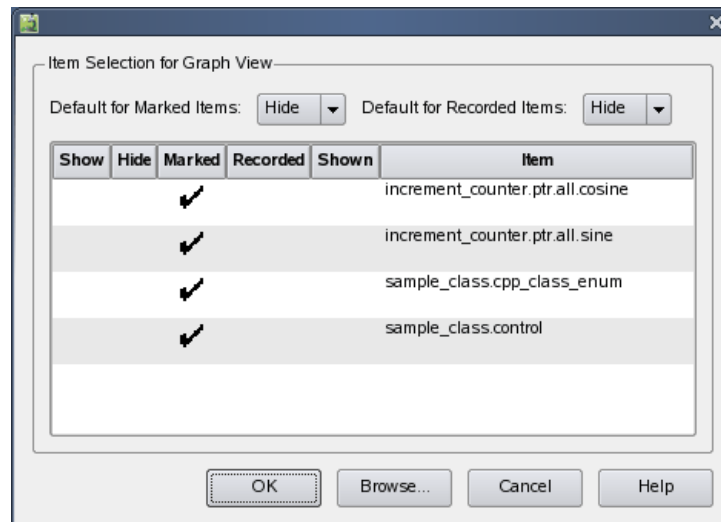 Item Selection for Graph View
Default for Marked Items: Hide Default for Recorded Items: Hide
Show Hide Marked Recorded Shown Item
increment_counter.ptr.all.cosine
increment_counter.ptr.all.sine
sample_class.cpp_class_enum
sample_class.control
OK Browse... Cancel Help